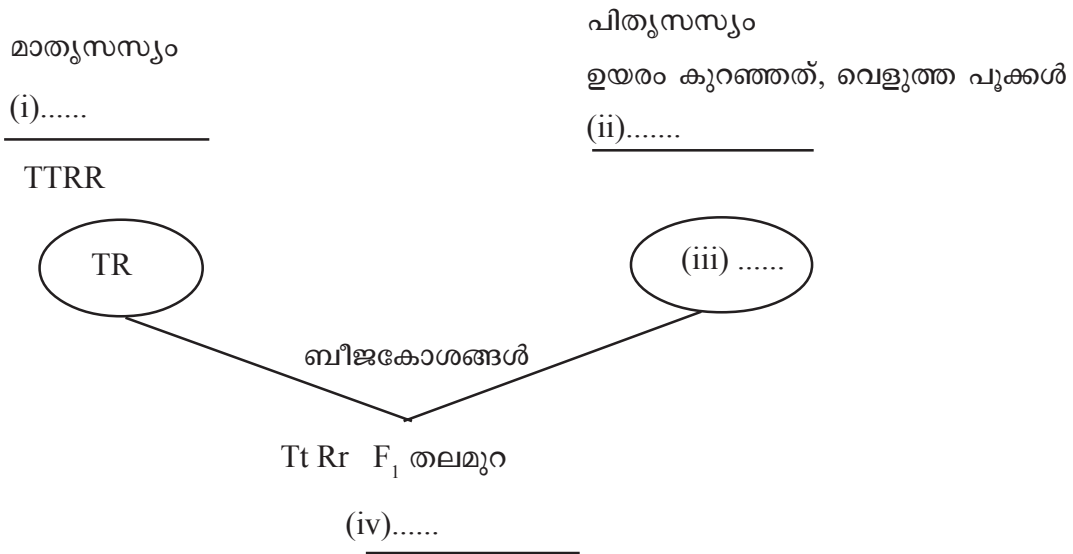 മാതൃസസ്യം
(i)......
TTRR
TR
പിതൃസസ്യം
ഉയരം കുറഞ്ഞത്, വെളുത്ത പൂക്കൾ
(ii).......
(iii) ......
ബീജകോശങ്ങൾ
Tt Rr F₁ തലമുറ
(iv)......